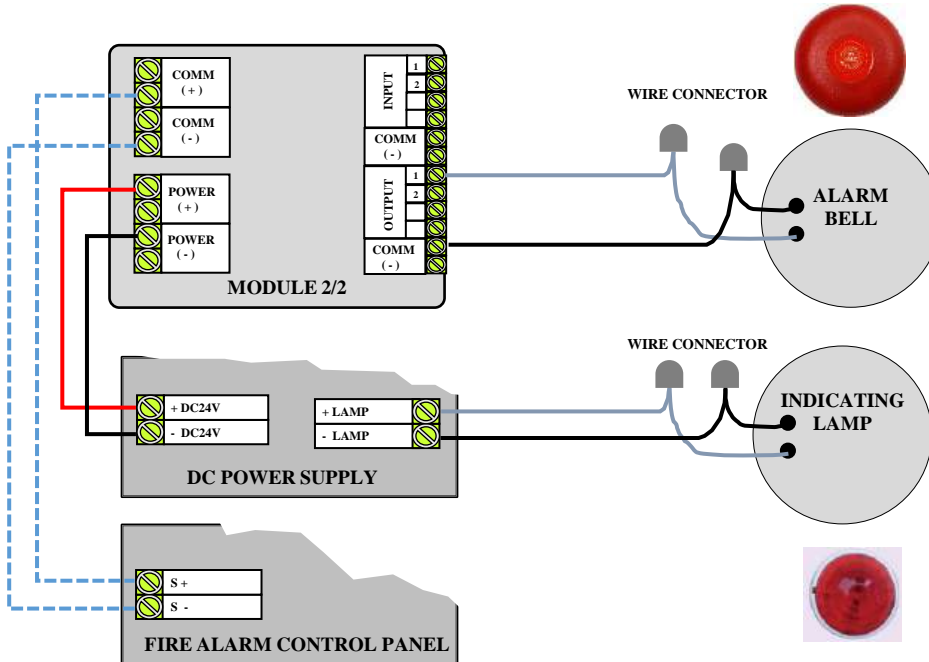 COMM
( + )
COMM
( - )
POWER
( + )
POWER
( - )
INPUT
1
2
COMM
( - )
OUTPUT
1
2
COMM
( - )
MODULE 2/2
WIRE CONNECTOR
ALARM
BELL
+ DC24V
- DC24V
+ LAMP
- LAMP
DC POWER SUPPLY
WIRE CONNECTOR
INDICATING
LAMP
S +
S -
FIRE ALARM CONTROL PANEL